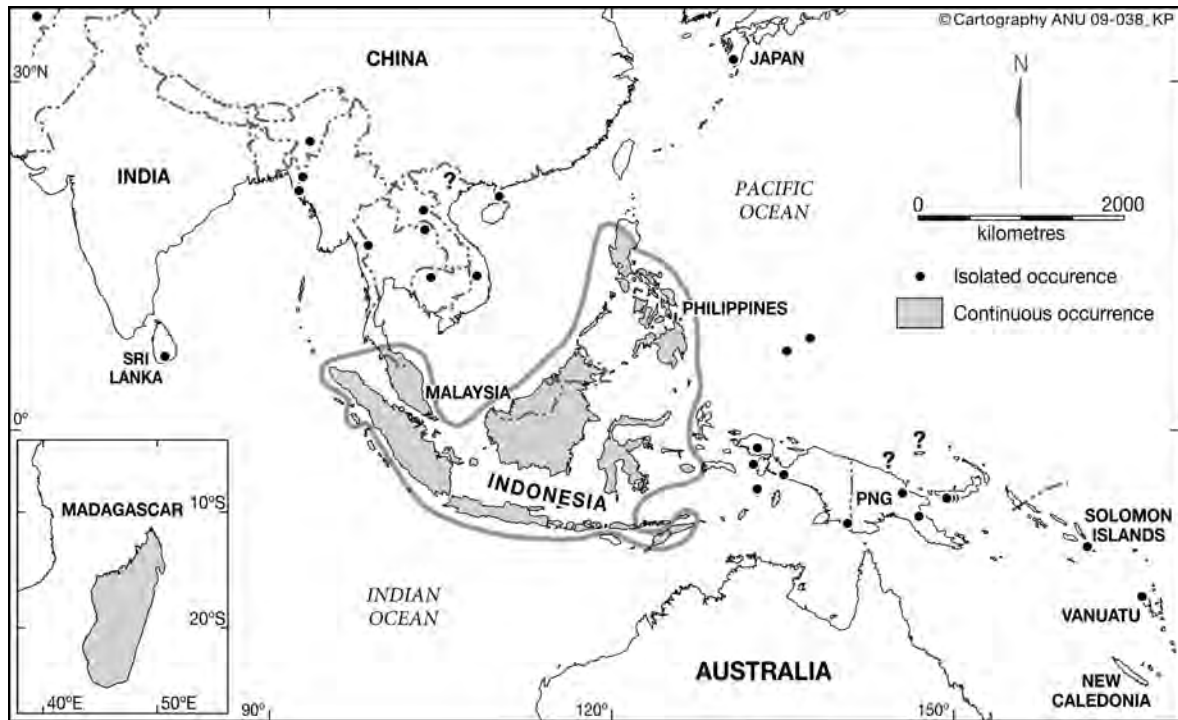 ©Cartography ANU 09-038_KP
CHINA
JAPAN
30°N
N
INDIA
?
PACIFIC
OCEAN
0
2000
kilometres
Isolated occurence
Continuous occurrence
PHILIPPINES
SRI
LANKA
MALAYSIA
0°
?
?
INDONESIA
PNG
MADAGASCAR
10°S
SOLOMON
ISLANDS
INDIAN
OCEAN
20°S
VANUATU
AUSTRALIA
NEW
CALEDONIA
40°E
50°E
90°
120°
150°